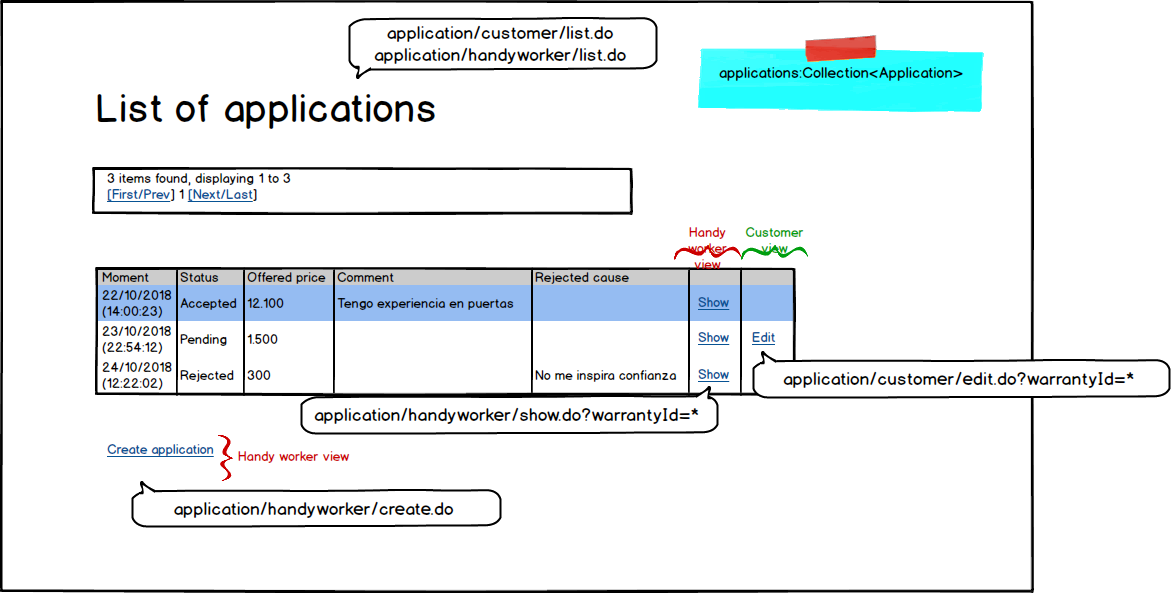 application/customer/list.do
application/handyworker/list.do
applications:Collection<Application>
List of applications
3 items found, displaying 1 to 3
[First/Prev] 1 [Next/Last]
Handy worker view
Customer view
Moment Status Offered price Comment Rejected cause
22/10/2018 (14:00:23) Accepted 12.100 Tengo experiencia en puertas Show
23/10/2018 (22:54:12) Pending 1.500 Show Edit
24/10/2018 (12:22:02) Rejected 300 No me inspira confianza Show
application/customer/edit.do?warrantyId=*
application/handyworker/show.do?warrantyId=*
Create application
Handy worker view
application/handyworker/create.do